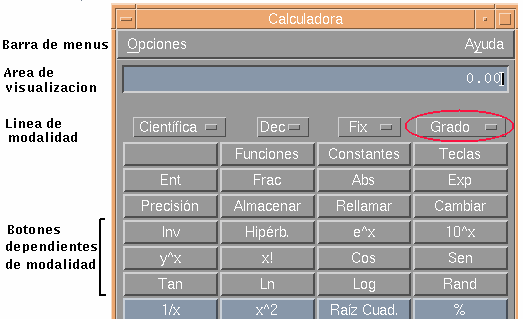 Calculadora
Barra de menus
Opciones
Ayuda
Area de
visualizacion
0.00
Linea de
modalidad
Científica
Dec
Fix
Grado
Funciones
Constantes
Teclas
Ent
Frac
Abs
Exp
Precisión
Almacenar
Rellamar
Cambiar
Botones
dependientes
de modalidad
Inv
Hipérb.
e^x
10^x
y^x
x!
Cos
Sen
Tan
Ln
Log
Rand
1/x
x^2
Raíz Cuad.
%